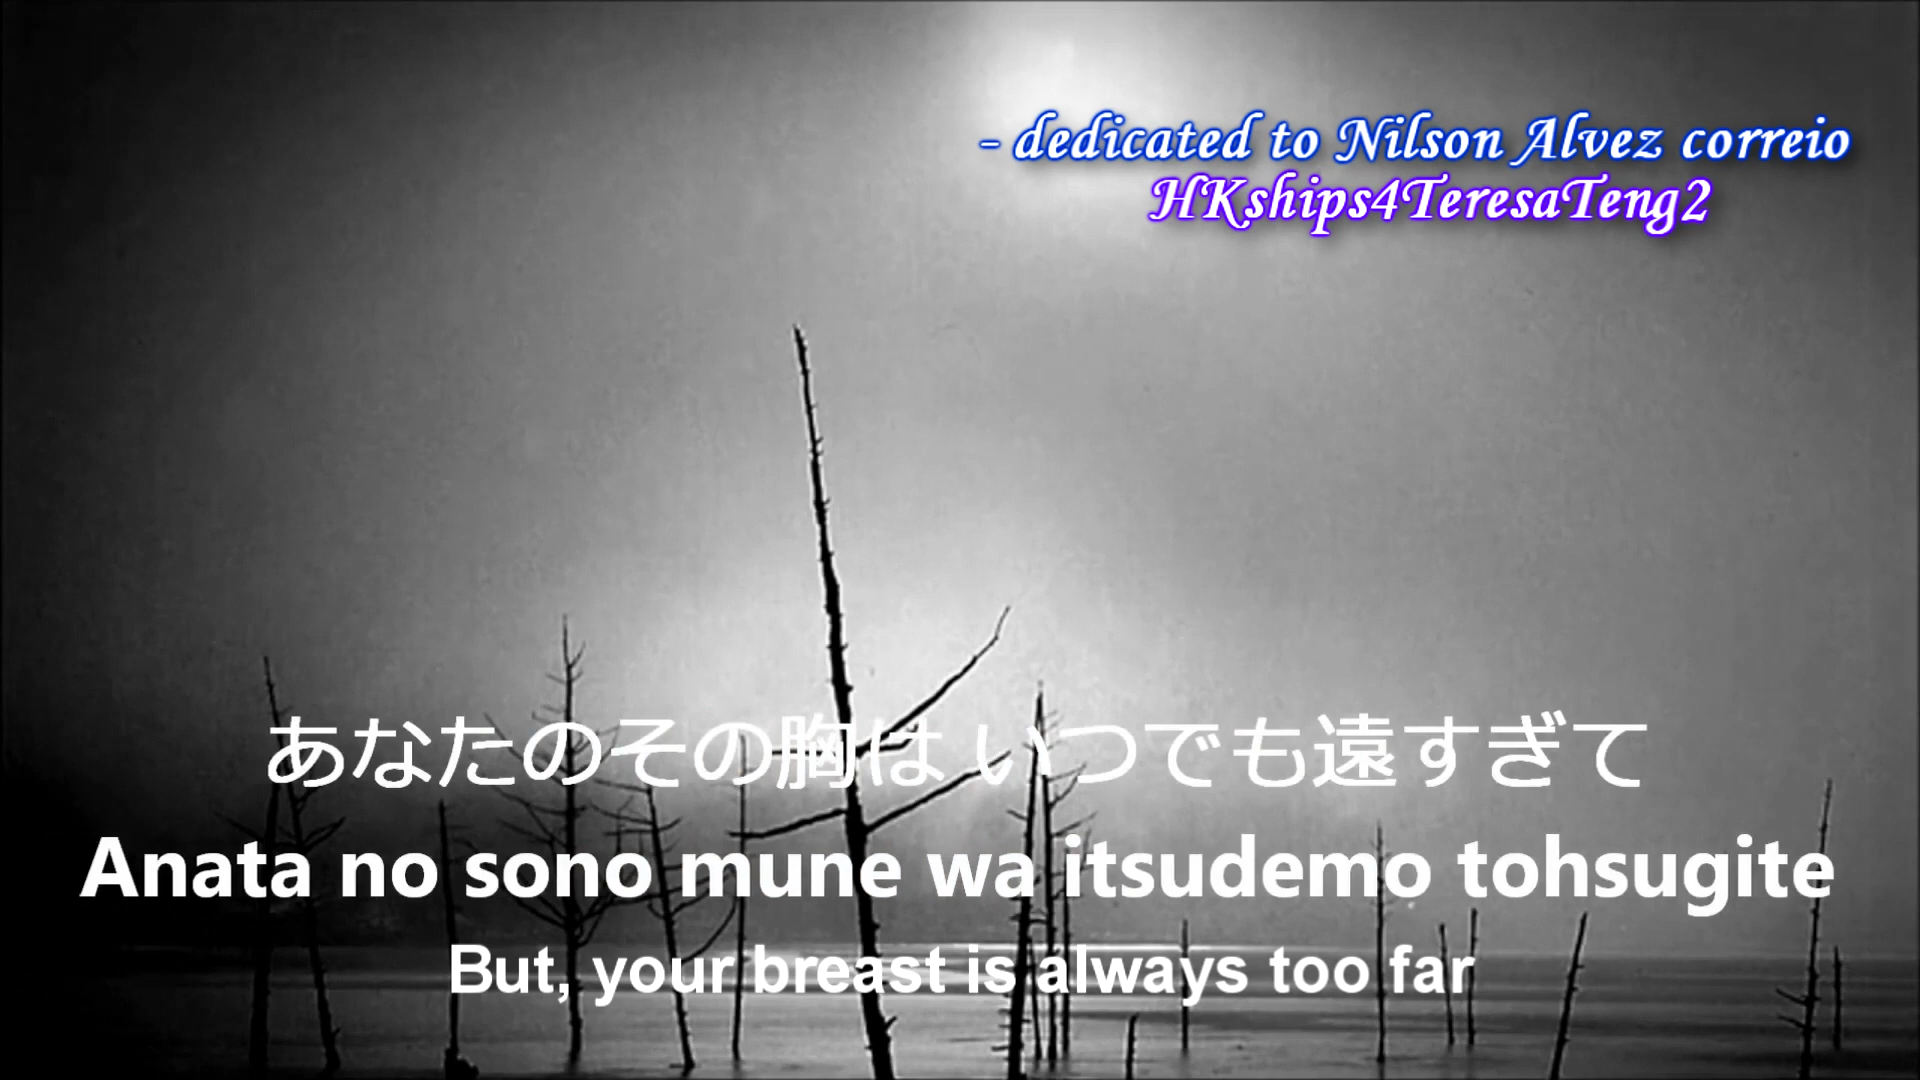 - dedicated to Nilson Alvez correio
HKships4TeresaTeng2
あなたのその胸は いつでも遠すぎて
Anata no sono mune wa itsudemo tohsugite
But, your breast is always too far